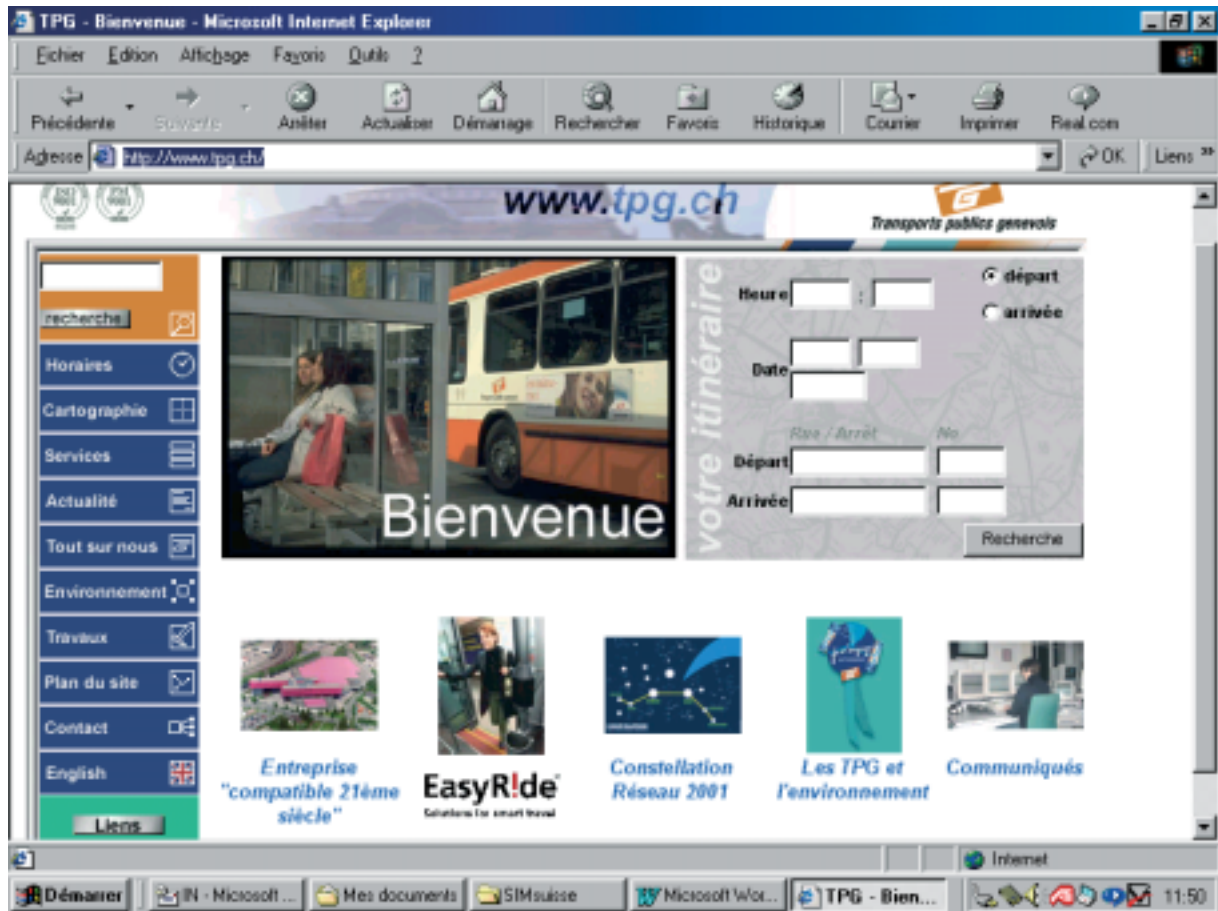 TPG - Bienvenue - Microsoft Internet Explorer
Fichier Edition Affichage Favoris Outils ?
Précédente Suivante Arrêter Actualiser Démarrage Rechercher Favoris Historique Courrier Imprimer Real.com
Adresse http://www.tpg.ch/ OK Liens »
ISO 9001
www.tpg.ch
Transports publics genevois
recherche
Horaires
Cartographie
Services
Actualité
Tout sur nous
Environnement
Travaux
Plan du site
Contact
English
Liens
Bienvenue
votre itinéraire
Heure : départ
arrivée
Date
Rue / Arrêt No
Départ
Arrivée
Recherche
Entreprise
"compatible 21ème
siècle"
EasyR!de
Solutions for smart travel
Constellation
Réseau 2001
Les TPG et
l'environnement
Communiqués
Internet
Démarrer IN - Microsoft ... Mes documents SIMsuisse Microsoft Wor... TPG - Bien... 11:50